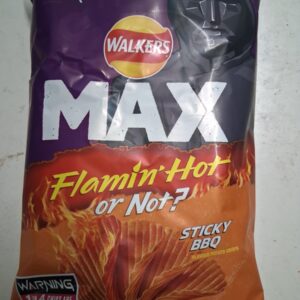 WALKERS
MAX
Flamin' Hot
or Not?
STICKY
BBQ
WARNING